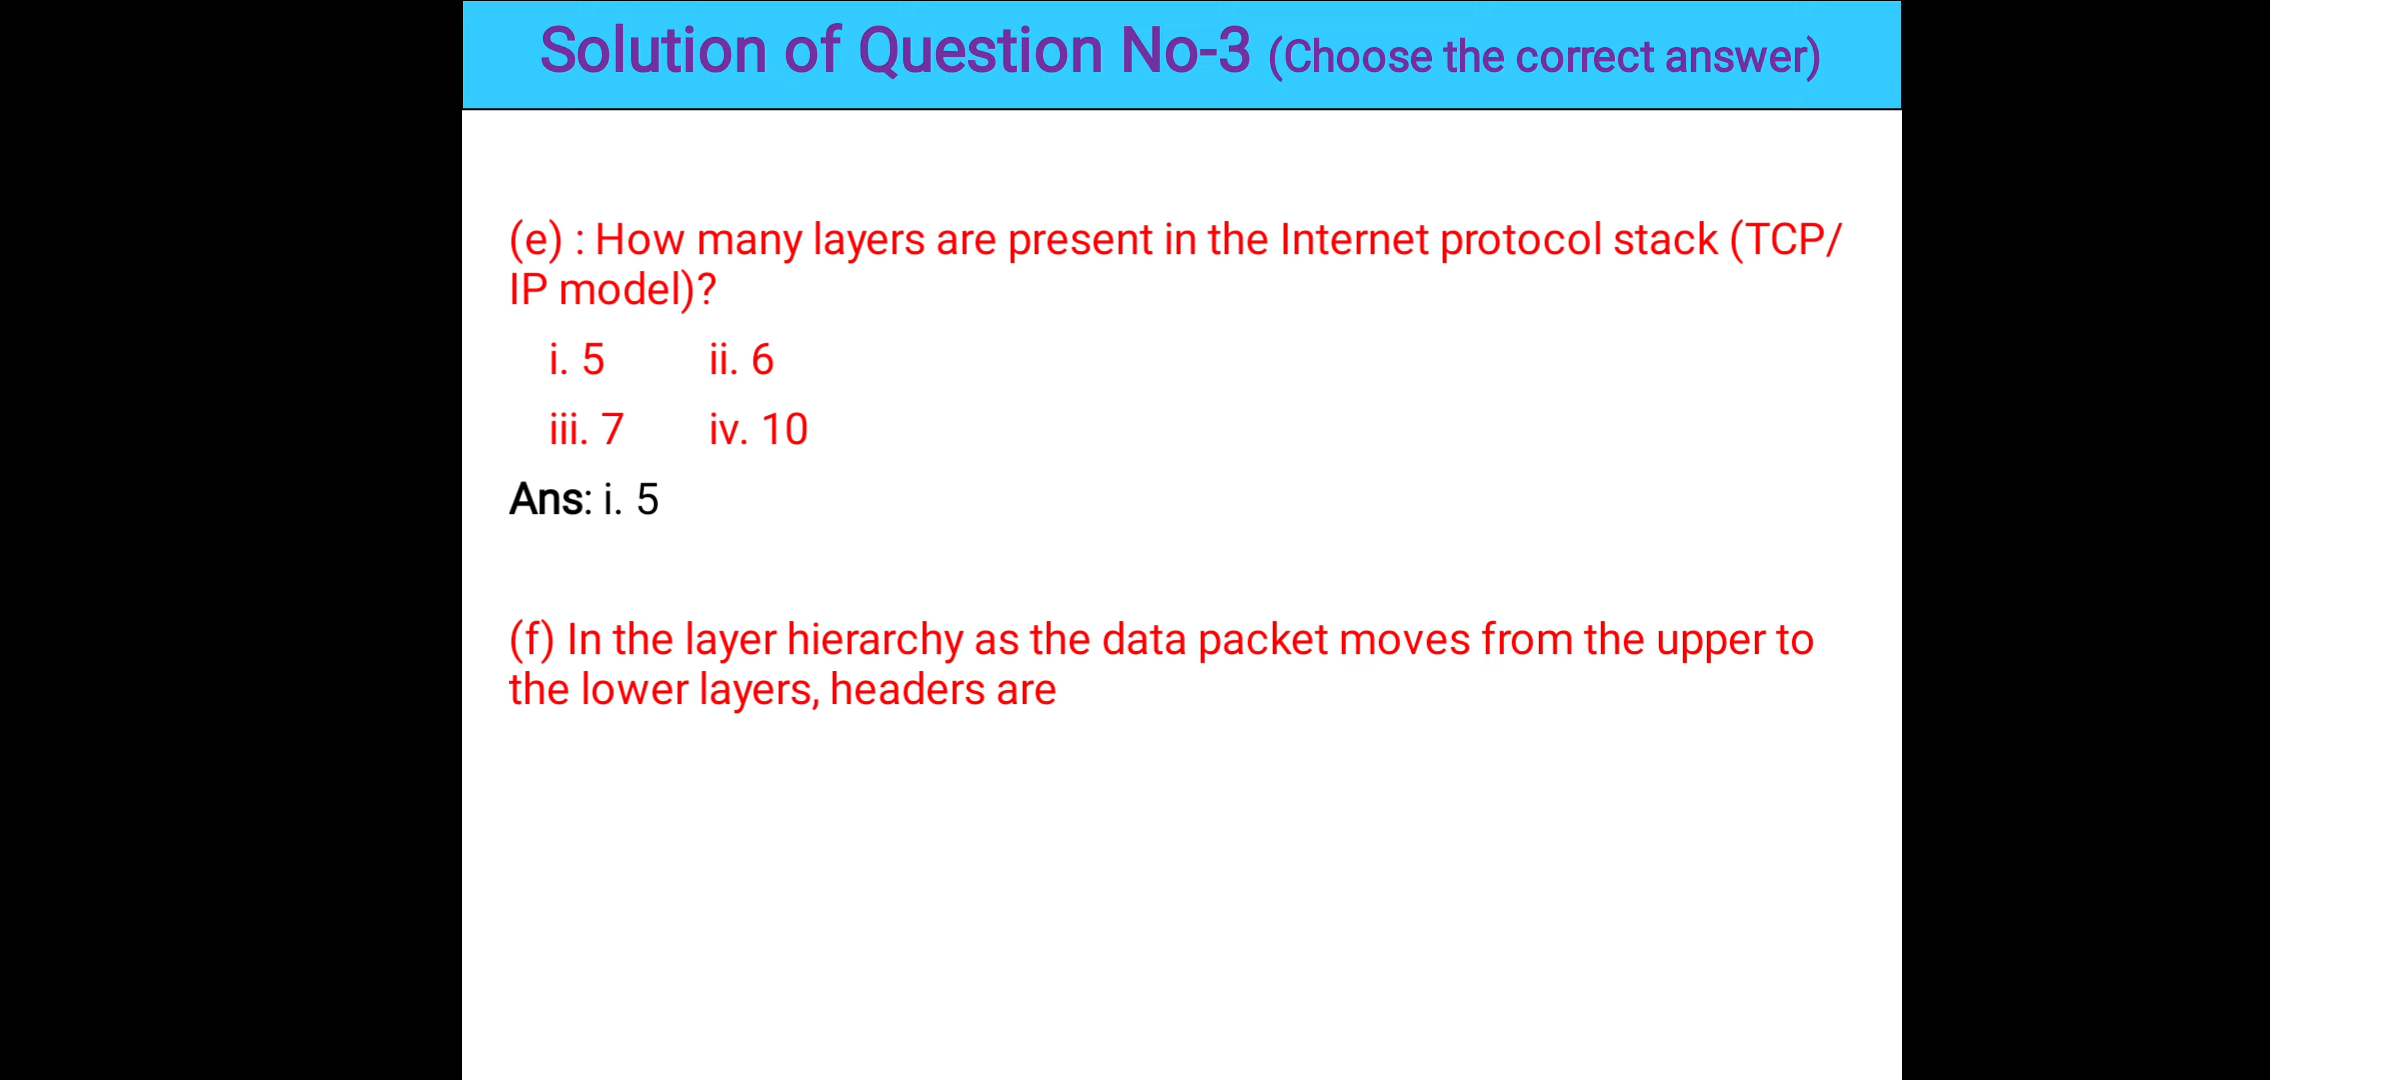 Solution of Question No-3 (Choose the correct answer)
(e) : How many layers are present in the Internet protocol stack (TCP/
IP model)?
i. 5 ii. 6
iii. 7 iv. 10
Ans: i. 5
(f) In the layer hierarchy as the data packet moves from the upper to
the lower layers, headers are